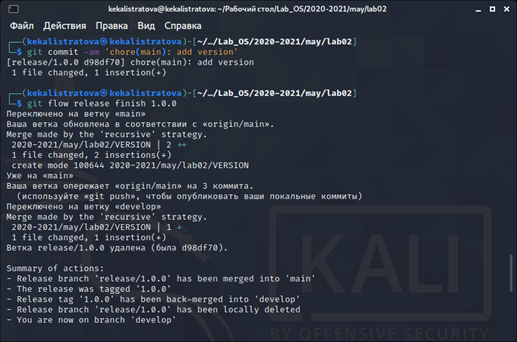 kekalistratova@kekalistratova: ~/Рабочий стол/Lab_OS/2020-2021/may/lab02
Файл Действия Правка Вид Справка
┌──(kekalistratova㉿kekalistratova)-[~/…/Lab_OS/2020-2021/may/lab02]
└─$ git commit -am 'chore(main): add version'
[release/1.0.0 d98df70] chore(main): add version
1 file changed, 1 insertion(+)
┌──(kekalistratova㉿kekalistratova)-[~/…/Lab_OS/2020-2021/may/lab02]
└─$ git flow release finish 1.0.0
Переключено на ветку «main»
Ваша ветка обновлена в соответствии с «origin/main».
Merge made by the 'recursive' strategy.
2020-2021/may/lab02/VERSION | 2 ++
1 file changed, 2 insertions(+)
create mode 100644 2020-2021/may/lab02/VERSION
Уже на «main»
Ваша ветка опережает «origin/main» на 3 коммита.
(используйте «git push», чтобы опубликовать ваши локальные коммиты)
Переключено на ветку «develop»
Merge made by the 'recursive' strategy.
2020-2021/may/lab02/VERSION | 1 +
1 file changed, 1 insertion(+)
Ветка release/1.0.0 удалена (была d98df70).
Summary of actions:
- Release branch 'release/1.0.0' has been merged into 'main'
- The release was tagged '1.0.0'
- Release tag '1.0.0' has been back-merged into 'develop'
- Release branch 'release/1.0.0' has been locally deleted
- You are now on branch 'develop'
KALI
BY OFFENSIVE SECURITY